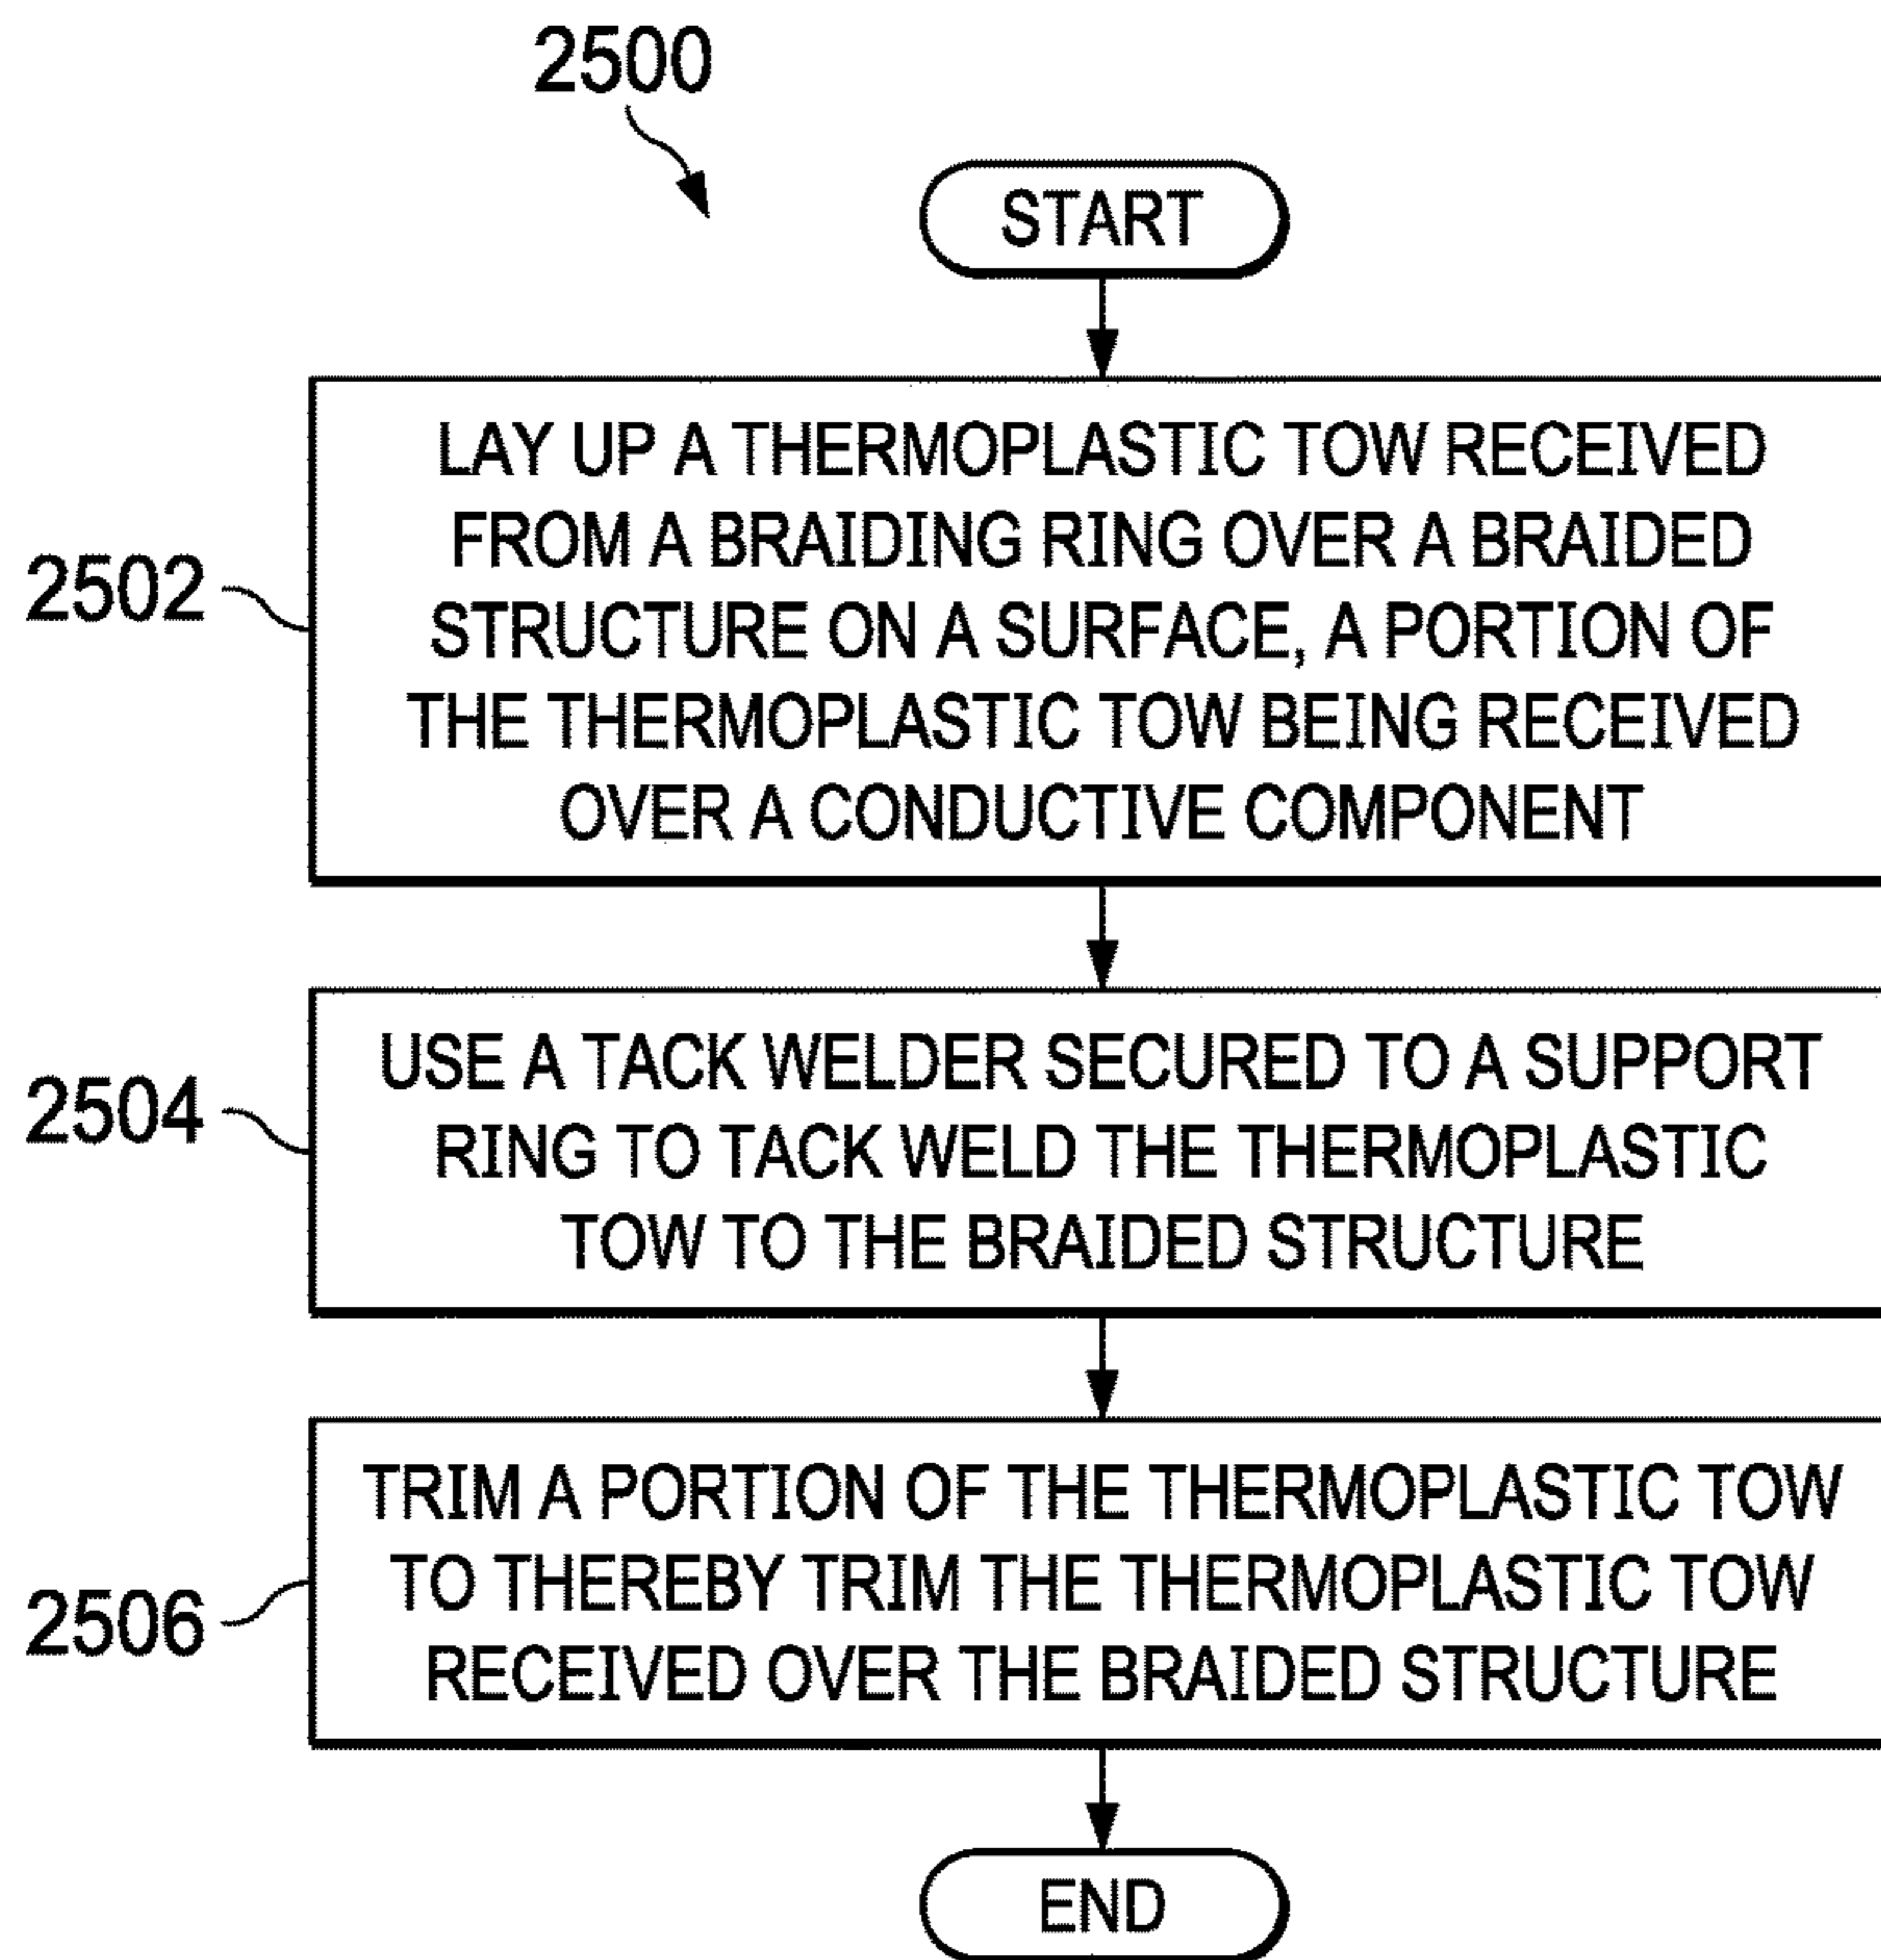 2500
START
2502
LAY UP A THERMOPLASTIC TOW RECEIVED
FROM A BRAIDING RING OVER A BRAIDED
STRUCTURE ON A SURFACE, A PORTION OF
THE THERMOPLASTIC TOW BEING RECEIVED
OVER A CONDUCTIVE COMPONENT
2504
USE A TACK WELDER SECURED TO A SUPPORT
RING TO TACK WELD THE THERMOPLASTIC
TOW TO THE BRAIDED STRUCTURE
2506
TRIM A PORTION OF THE THERMOPLASTIC TOW
TO THEREBY TRIM THE THERMOPLASTIC TOW
RECEIVED OVER THE BRAIDED STRUCTURE
END